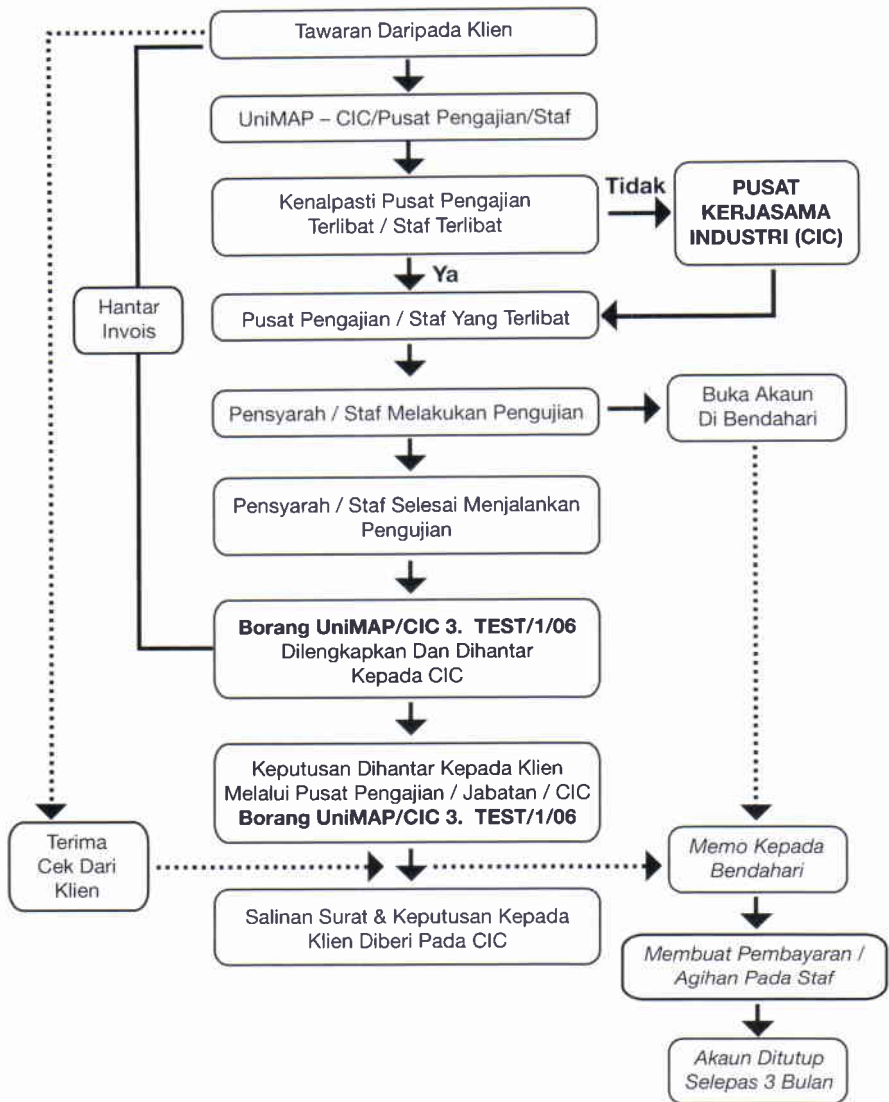 Tawaran Daripada Klien
UniMAP – CIC/Pusat Pengajian/Staf
Kenalpasti Pusat Pengajian
Terlibat / Staf Terlibat
Tidak
PUSAT
KERJASAMA
INDUSTRI (CIC)
Ya
Hantar
Invois
Pusat Pengajian / Staf Yang Terlibat
Pensyarah / Staf Melakukan Pengujian
Buka Akaun
Di Bendahari
Pensyarah / Staf Selesai Menjalankan
Pengujian
Borang UniMAP/CIC 3. TEST/1/06
Dilengkapkan Dan Dihantar
Kepada CIC
Keputusan Dihantar Kepada Klien
Melalui Pusat Pengajian / Jabatan / CIC
Borang UniMAP/CIC 3. TEST/1/06
Terima
Cek Dari
Klien
Memo Kepada
Bendahari
Salinan Surat & Keputusan Kepada
Klien Diberi Pada CIC
Membuat Pembayaran /
Agihan Pada Staf
Akaun Ditutup
Selepas 3 Bulan